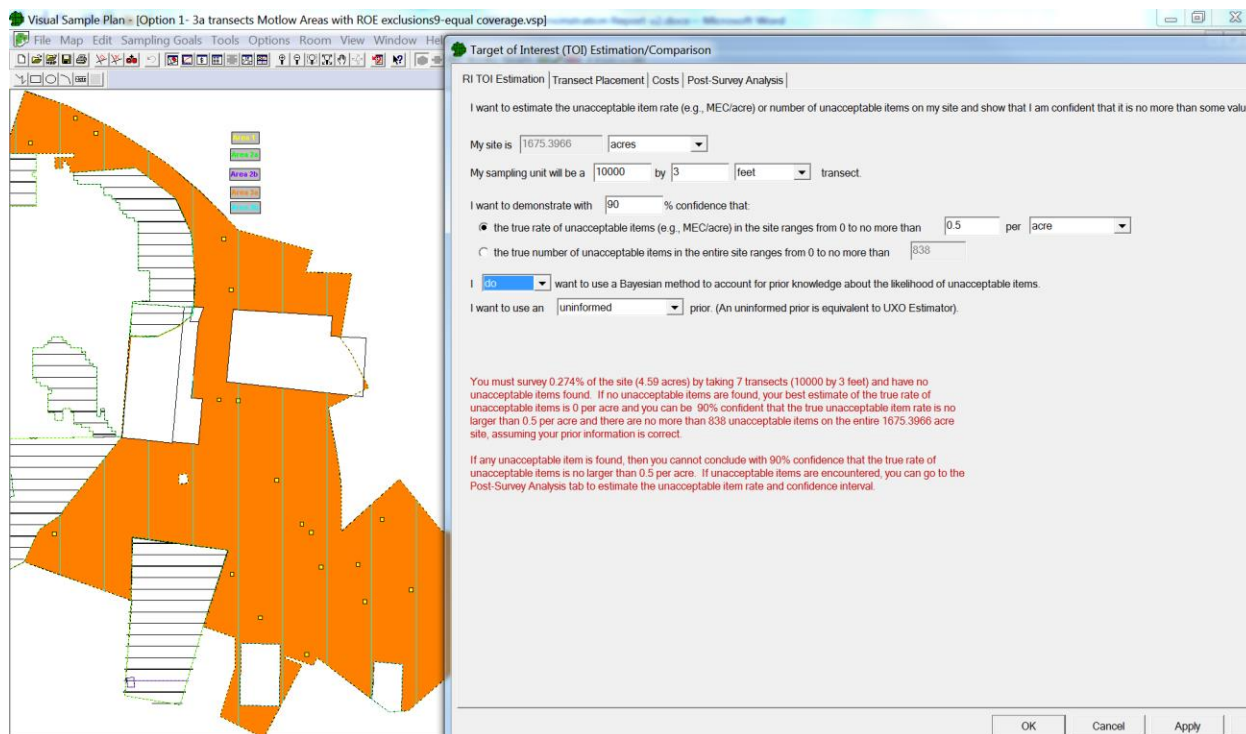 Visual Sample Plan - [Option 1- 3a transects Motlow Areas with ROE exclusions9-equal coverage.vsp]
File Map Edit Sampling Goals Tools Options Room View Window Hel
Area 1
Area 2a
Area 2b
Area 3a
Target of Interest (TOI) Estimation/Comparison
RI TOI Estimation Transect Placement Costs Post-Survey Analysis
I want to estimate the unacceptable item rate (e.g., MEC/acre) or number of unacceptable items on my site and show that I am confident that it is no more than some valu
My site is 1675.3966 acres
My sampling unit will be a 10000 by 3 feet transect.
I want to demonstrate with 90 % confidence that:
the true rate of unacceptable items (e.g., MEC/acre) in the site ranges from 0 to no more than 0.5 per acre
the true number of unacceptable items in the entire site ranges from 0 to no more than 838
I do want to use a Bayesian method to account for prior knowledge about the likelihood of unacceptable items.
I want to use an uninformed prior. (An uninformed prior is equivalent to UXO Estimator).
You must survey 0.274% of the site (4.59 acres) by taking 7 transects (10000 by 3 feet) and have no
unacceptable items found. If no unacceptable items are found, your best estimate of the true rate of
unacceptable items is 0 per acre and you can be 90% confident that the true unacceptable item rate is no
larger than 0.5 per acre and there are no more than 838 unacceptable items on the entire 1675.3966 acre
site, assuming your prior information is correct.
If any unacceptable item is found, then you cannot conclude with 90% confidence that the true rate of
unacceptable items is no larger than 0.5 per acre. If unacceptable items are encountered, you can go to the
Post-Survey Analysis tab to estimate the unacceptable item rate and confidence interval.
OK Cancel Apply